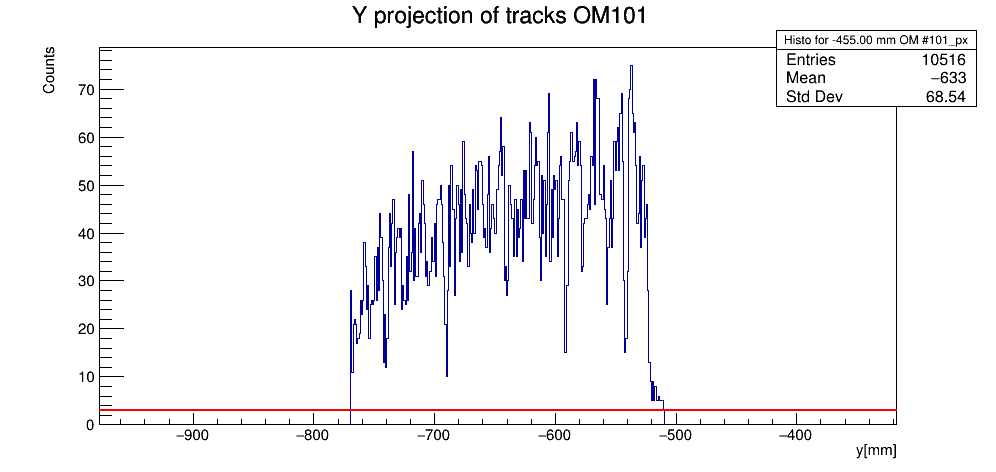 Y projection of tracks OM101
Histo for -455.00 mm OM #101_px
Entries 10516
Mean −633
Std Dev 68.54
Counts
70
60
50
40
30
20
10
0
−900 −800 −700 −600 −500 −400
y[mm]